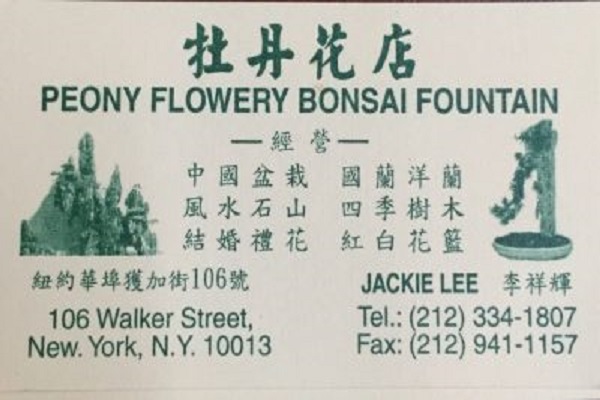 牡丹花店
PEONY FLOWERY BONSAI FOUNTAIN
—經營—
中國盆栽 國蘭洋蘭
風水石山 四季樹木
結婚禮花 紅白花籃
紐約華埠獲加街106號
106 Walker Street,
New. York, N.Y. 10013
JACKIE LEE 李祥輝
Tel.: (212) 334-1807
Fax: (212) 941-1157